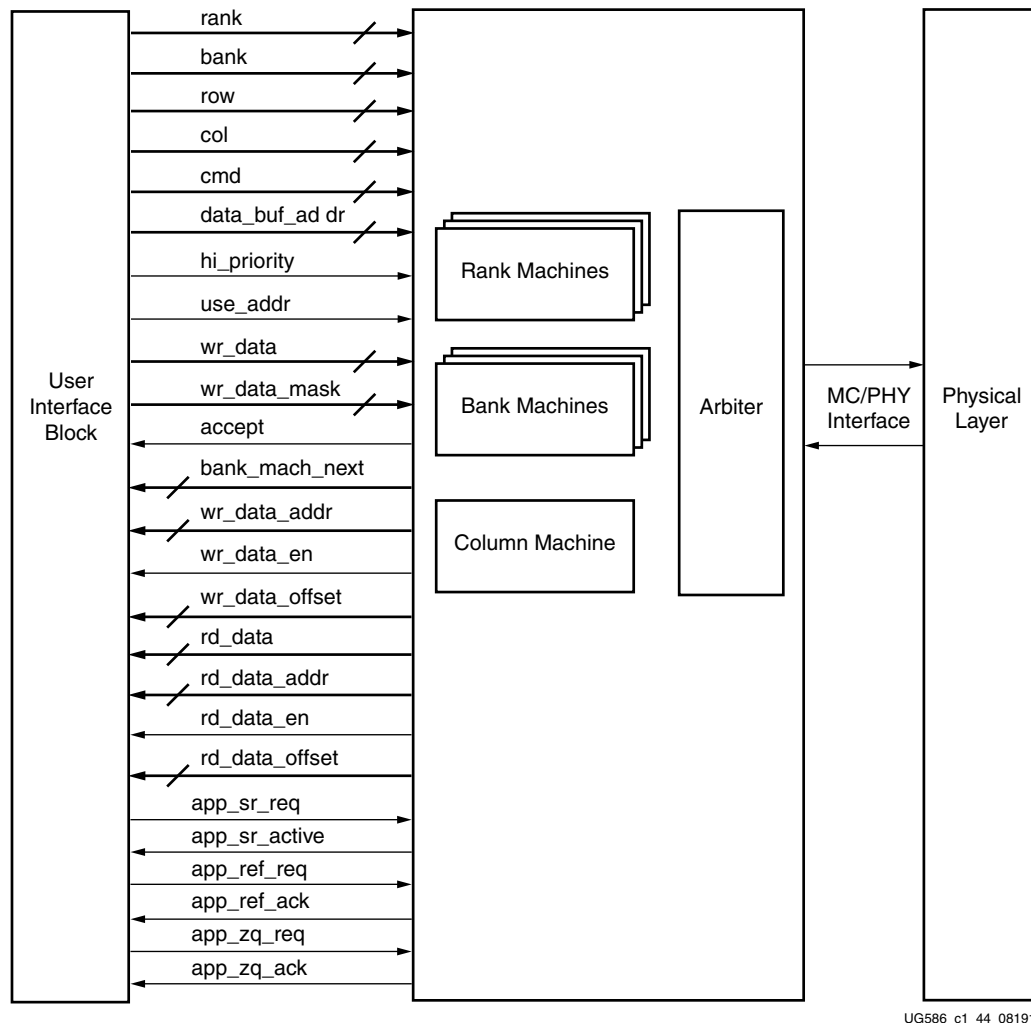 rank
bank
row
col
cmd
data_buf_ad dr
hi_priority
use_addr
wr_data
wr_data_mask
accept
bank_mach_next
wr_data_addr
wr_data_en
wr_data_offset
rd_data
rd_data_addr
rd_data_en
rd_data_offset
app_sr_req
app_sr_active
app_ref_req
app_ref_ack
app_zq_req
app_zq_ack
User
Interface
Block
Rank Machines
Bank Machines
Column Machine
Arbiter
MC/PHY
Interface
Physical
Layer